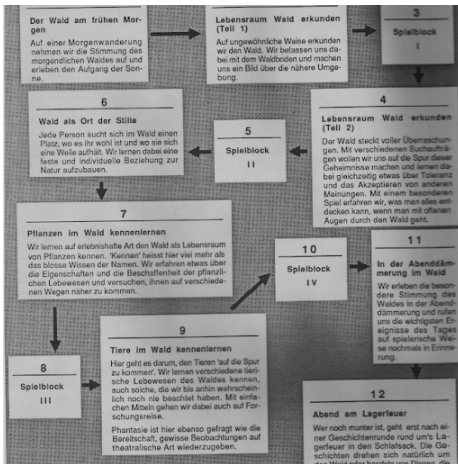 Der Wald am frühen Mor-
gen
Auf einer Morgenwanderung
nehmen wir die Stimmung des
morgendlichen Waldes auf und
erleben den Aufgang der Son-
ne.
Lebensraum Wald erkunden
(Teil 1)
Auf ungewöhnliche Weise erkunden
wir den Wald. Wir befassen uns da-
bei mit dem Waldboden und machen
uns ein Bild über die nähere Umge-
bung.
3
Spielblock
I
4
Lebensraum Wald erkunden
(Teil 2)
Der Wald steckt voller Überraschun-
gen. Mit verschiedenen Suchaufträ-
gen wollen wir uns auf die Spur dieser
Geheimnisse machen und lernen da-
bei gleichzeitig etwas über Toleranz
und das Akzeptieren von anderen
Meinungen. Mit einem besonderen
Spiel erfahren wir, was man alles ent-
decken kann, wenn man mit offenen
Augen durch den Wald geht.
5
Spielblock
II
6
Wald als Ort der Stille
Jede Person sucht sich im Wald einen
Platz, wo es ihr wohl ist und wo sie sich
eine Weile aufhält. Wir lernen dabei eine
feste und individuelle Beziehung zur
Natur aufzubauen.
7
Pflanzen im Wald kennenlernen
Wir lernen auf erlebnishafte Art den Wald als Lebensraum
von Pflanzen kennen. 'Kennen' heisst hier viel mehr als
das blosse Wissen der Namen. Wir erfahren etwas über
die Eigenschaften und die Beschaffenheit der pflanzli-
chen Lebewesen und versuchen, ihnen auf verschiede-
nen Wegen näher zu kommen.
8
Spielblock
III
9
Tiere im Wald kennenlernen
Hier geht es darum, den Tieren 'auf die Spur
zu kommen'. Wir lernen verschiedene tieri-
sche Lebewesen des Waldes kennen,
auch solche, die wir bis anhin wahrschein-
lich noch nie beachtet haben. Mit einfa-
chen Mitteln gehen wir dabei auch auf For-
schungsreise.
Phantasie ist hier ebenso gefragt wie die
Bereitschaft, gewisse Beobachtungen auf
theatralische Art wiederzugeben.
10
Spielblock
IV
11
In der Abenddäm-
merung im Wald
Wir erleben die beson-
dere Stimmung des
Waldes in der Abend-
dämmerung und rufen
uns die wichtigsten Er-
eignisse des Tages
auf spielerische Wei-
se nochmals in Erinne-
rung.
12
Abend am Lagerfeuer
Wer noch munter ist, geht erst nach ei-
ner Geschichtenrunde rund um's La-
gerfeuer in den Schlafsack. Die Ge-
schichten drehen sich natürlich um
den Wald oder handeln von Dingen, die